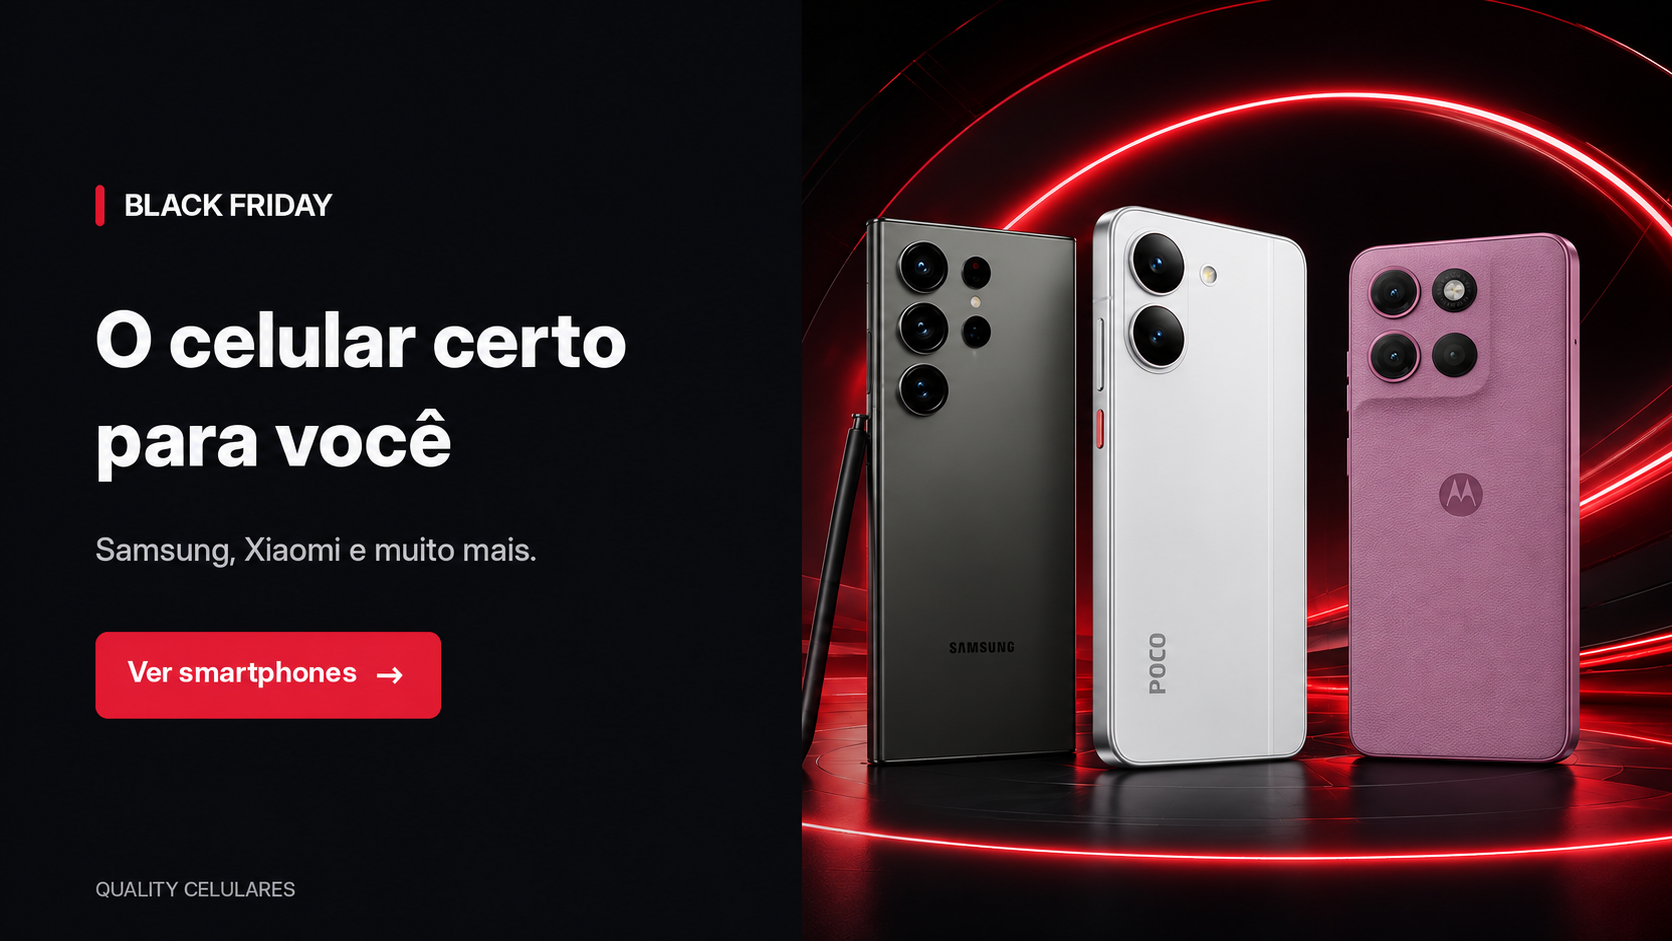 BLACK FRIDAY
O celular certo
para você
Samsung, Xiaomi e muito mais.
Ver smartphones →
QUALITY CELULARES
SAMSUNG
POCO